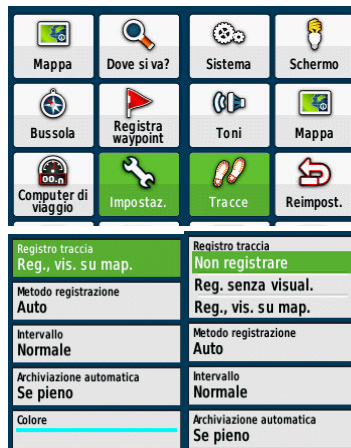 Mappa
Dove si va?
Sistema
Schermo
Bussola
Registra
waypoint
Toni
Mappa
00.n
Computer di
viaggio
Impostaz.
Tracce
Reimpost.
Registro traccia
Reg., vis. su map.
Metodo registrazione
Auto
Intervallo
Normale
Archiviazione automatica
Se pieno
Colore
Registro traccia
Non registrare
Reg. senza visual.
Reg., vis. su map.
Metodo registrazione
Auto
Intervallo
Normale
Archiviazione automatica
Se pieno